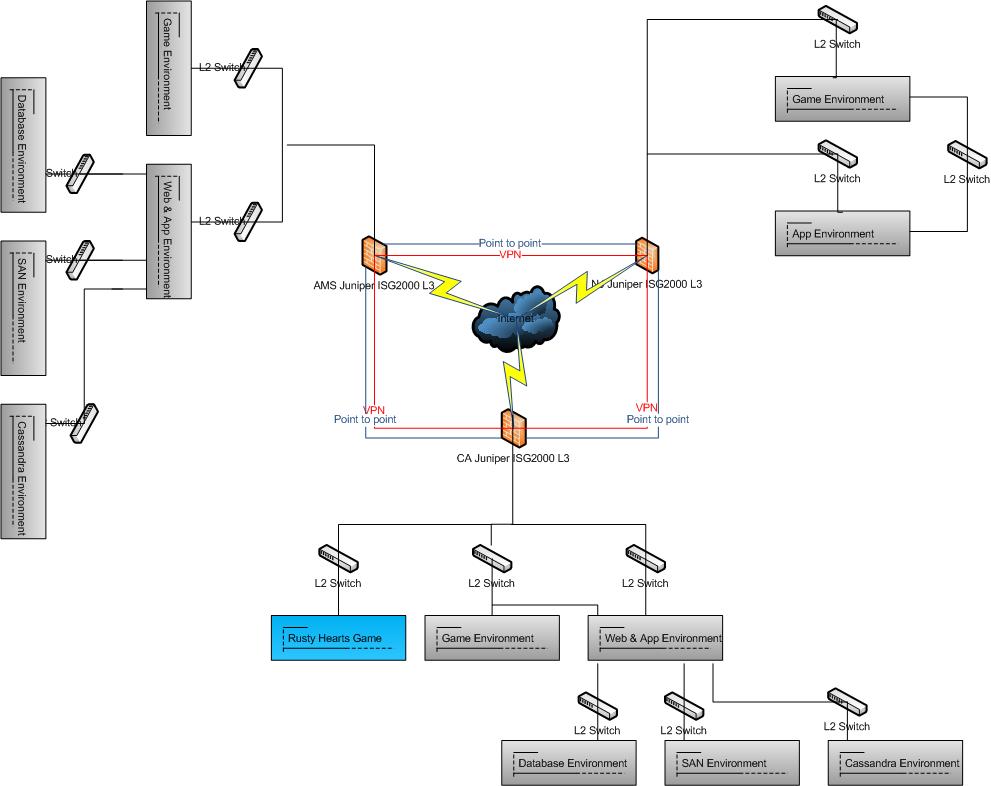 L2 Switch
Game Environment
L2 Switch
App Environment
L2 Switch
Game Environment
L2 Switch
Database Environment
Switch
Web & App Environment
L2 Switch
SAN Environment
Switch
Cassandra Environment
Switch
Point to point
VPN
AMS Juniper ISG2000 L3
NJ Juniper ISG2000 L3
Internet
VPN
Point to point
VPN
Point to point
CA Juniper ISG2000 L3
L2 Switch
L2 Switch
L2 Switch
Rusty Hearts Game
Game Environment
Web & App Environment
L2 Switch
L2 Switch
L2 Switch
Database Environment
SAN Environment
Cassandra Environment